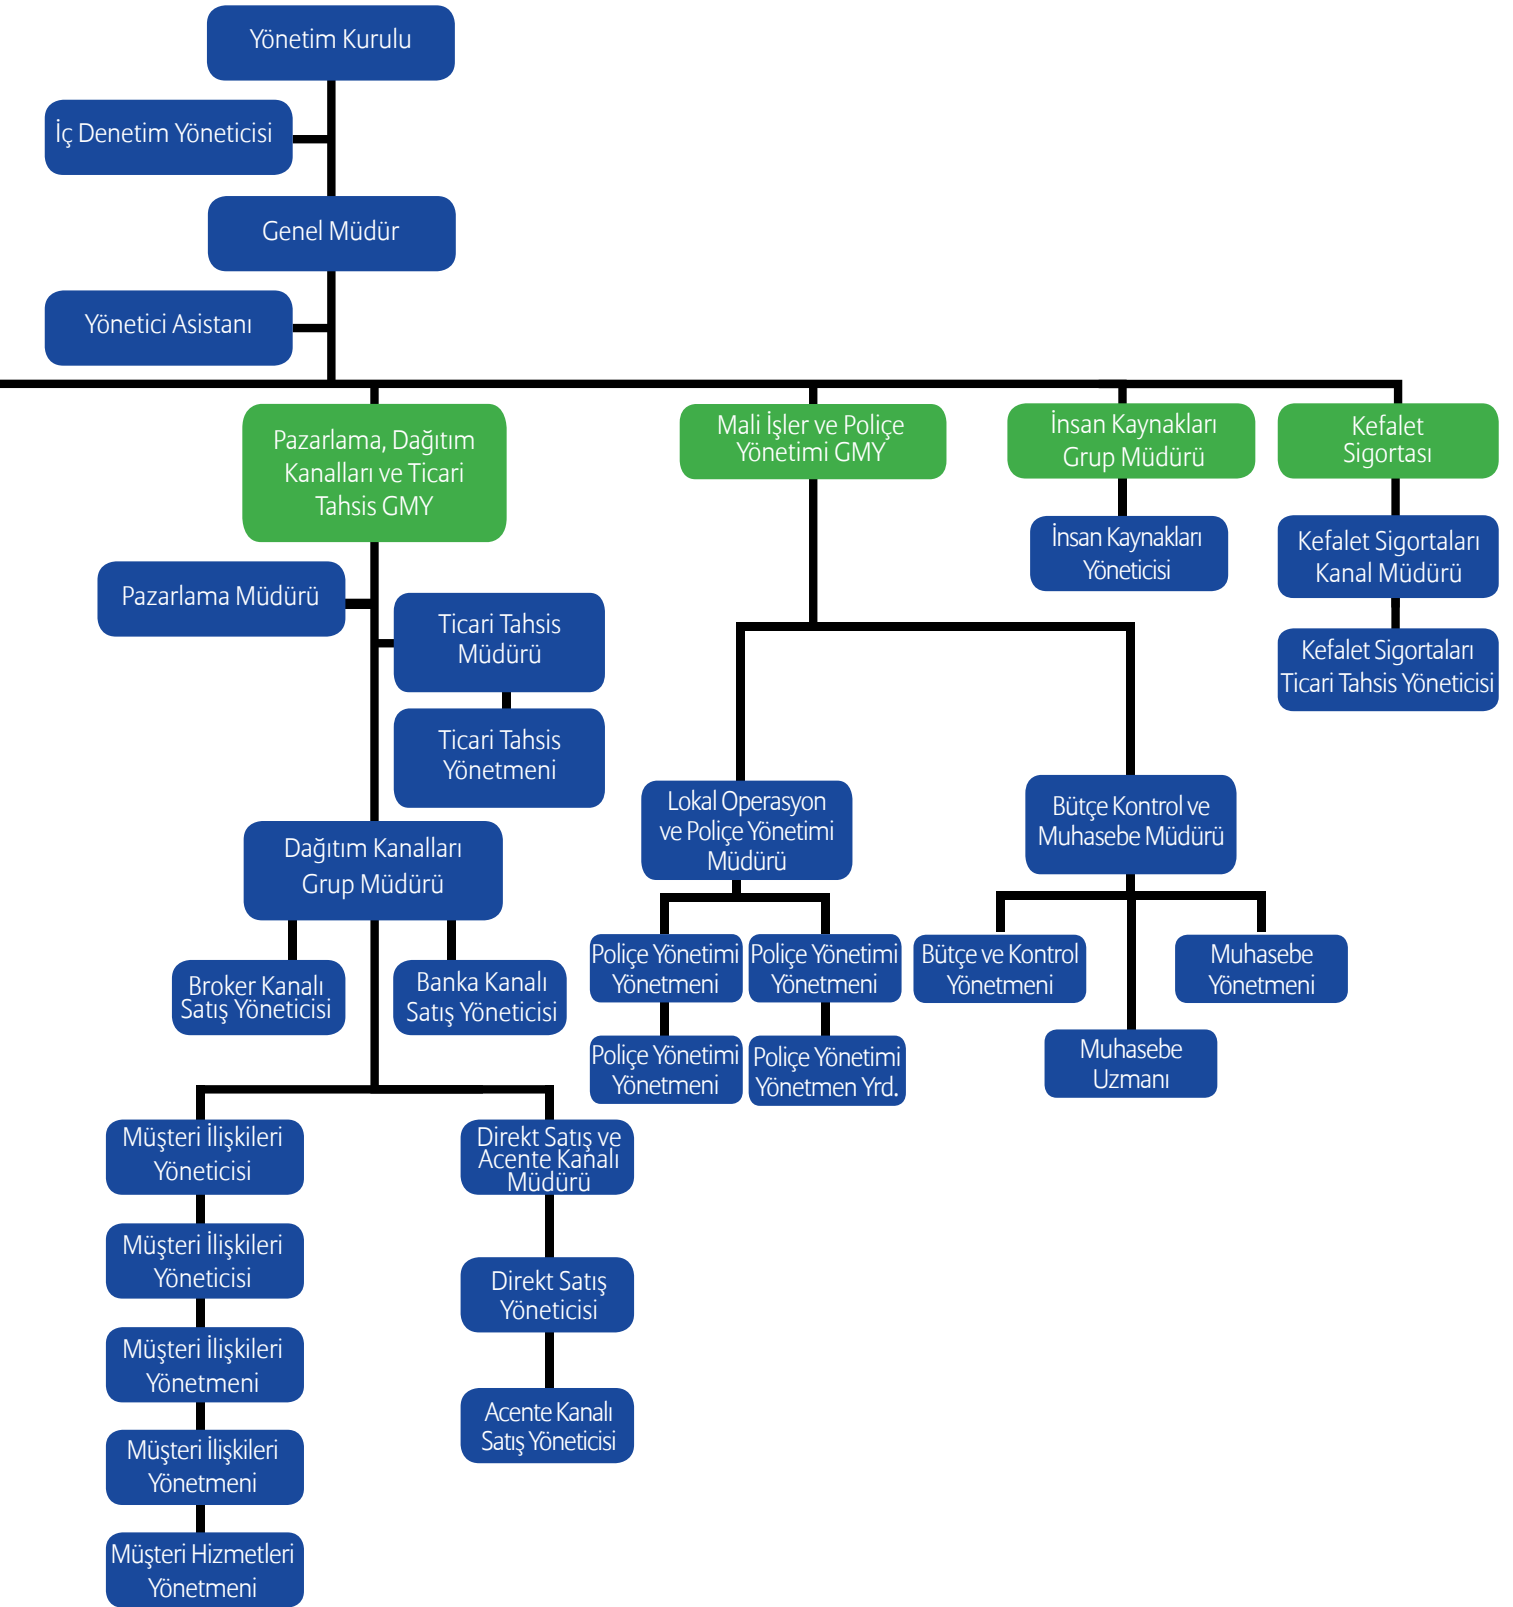 Yönetim Kurulu
İç Denetim Yöneticisi
Genel Müdür
Yönetici Asistanı
Pazarlama, Dağıtım
Kanalları ve Ticari
Tahsis GMY
Mali İşler ve Poliçe
Yönetimi GMY
İnsan Kaynakları
Grup Müdürü
Kefalet
Sigortası
İnsan Kaynakları
Yöneticisi
Kefalet Sigortaları
Kanal Müdürü
Kefalet Sigortaları
Ticari Tahsis Yöneticisi
Pazarlama Müdürü
Ticari Tahsis
Müdürü
Ticari Tahsis
Yönetmeni
Dağıtım Kanalları
Grup Müdürü
Lokal Operasyon
ve Poliçe Yönetimi
Müdürü
Bütçe Kontrol ve
Muhasebe Müdürü
Broker Kanalı
Satış Yöneticisi
Banka Kanalı
Satış Yöneticisi
Poliçe Yönetimi
Yönetmeni
Poliçe Yönetimi
Yönetmeni
Bütçe ve Kontrol
Yönetmeni
Muhasebe
Yönetmeni
Poliçe Yönetimi
Yönetmeni
Poliçe Yönetimi
Yönetmen Yrd.
Muhasebe
Uzmanı
Müşteri İlişkileri
Yöneticisi
Direkt Satış ve
Acente Kanalı
Müdürü
Müşteri İlişkileri
Yöneticisi
Direkt Satış
Yöneticisi
Müşteri İlişkileri
Yönetmeni
Acente Kanalı
Satış Yöneticisi
Müşteri İlişkileri
Yönetmeni
Müşteri Hizmetleri
Yönetmeni